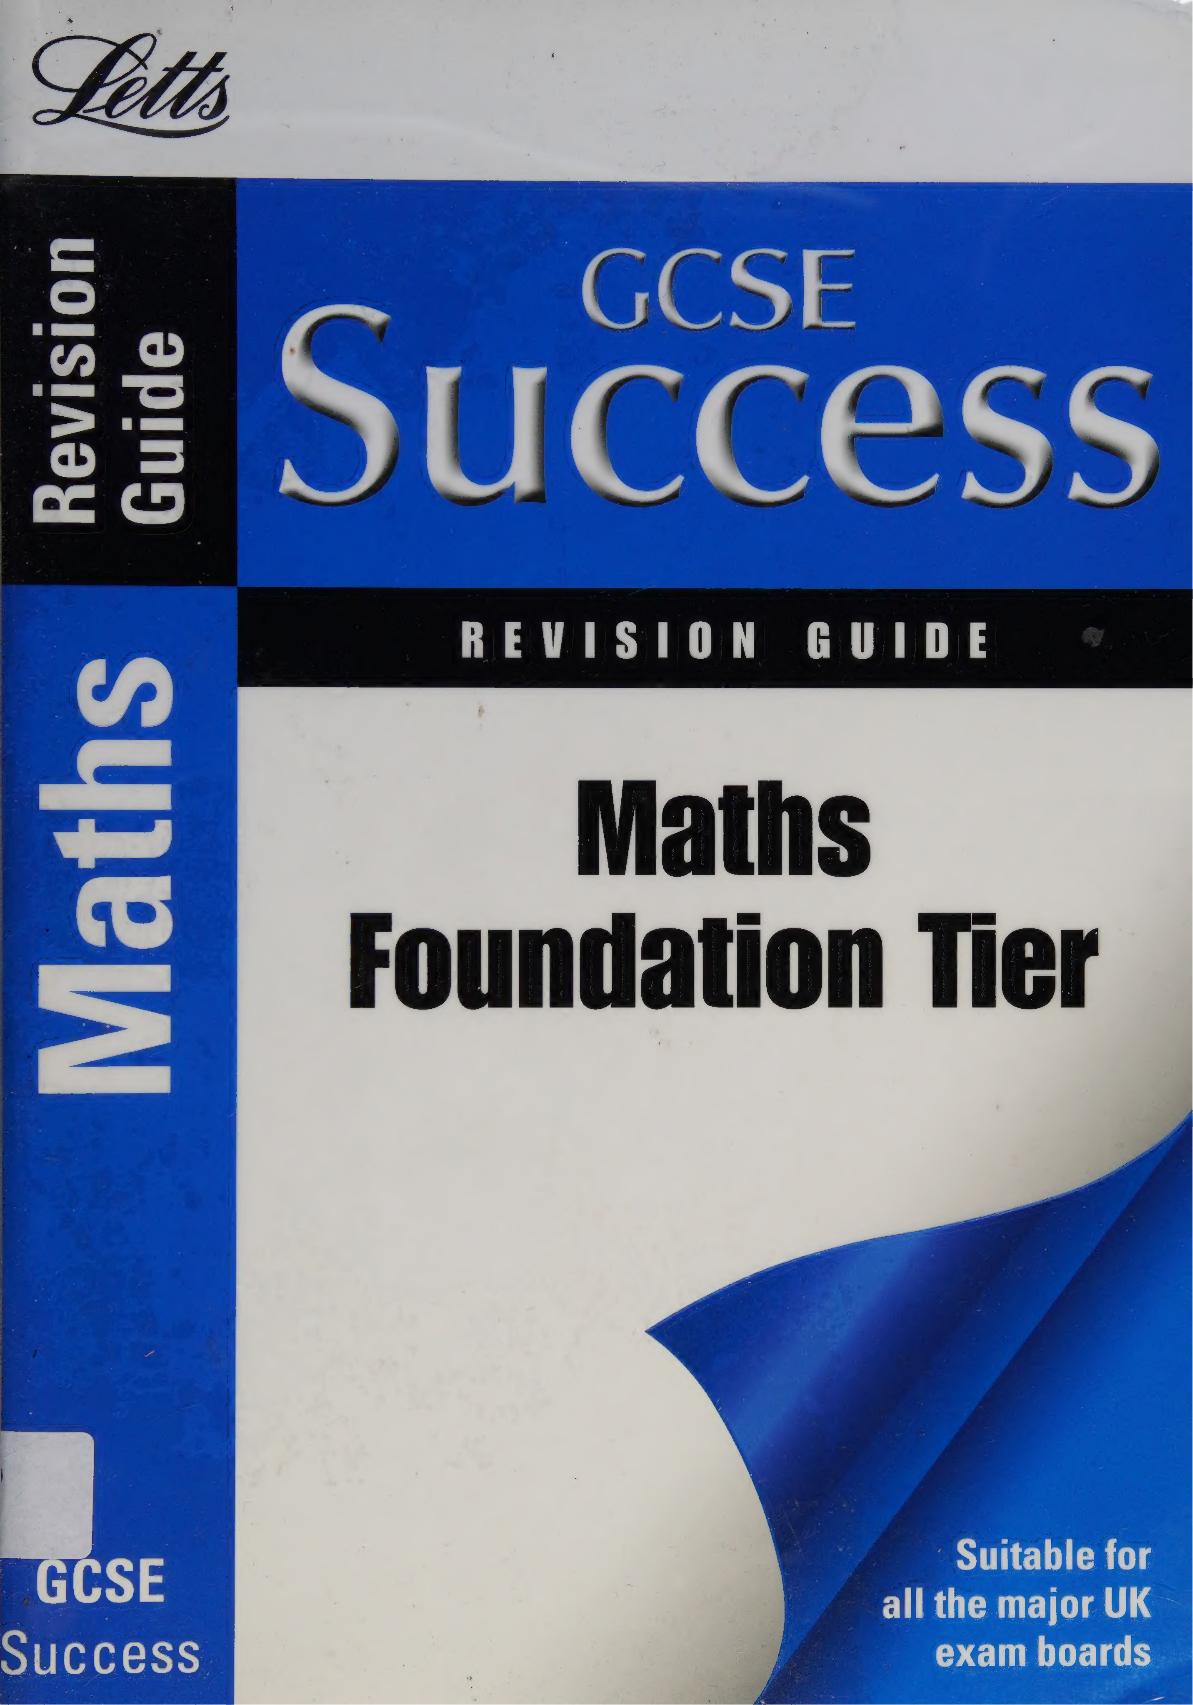 Letts
Revision
Guide
Maths
GCSE
Success
GCSE
Success
REVISION GUIDE
Maths
Foundation Tier
Suitable for
all the major UK
exam boards